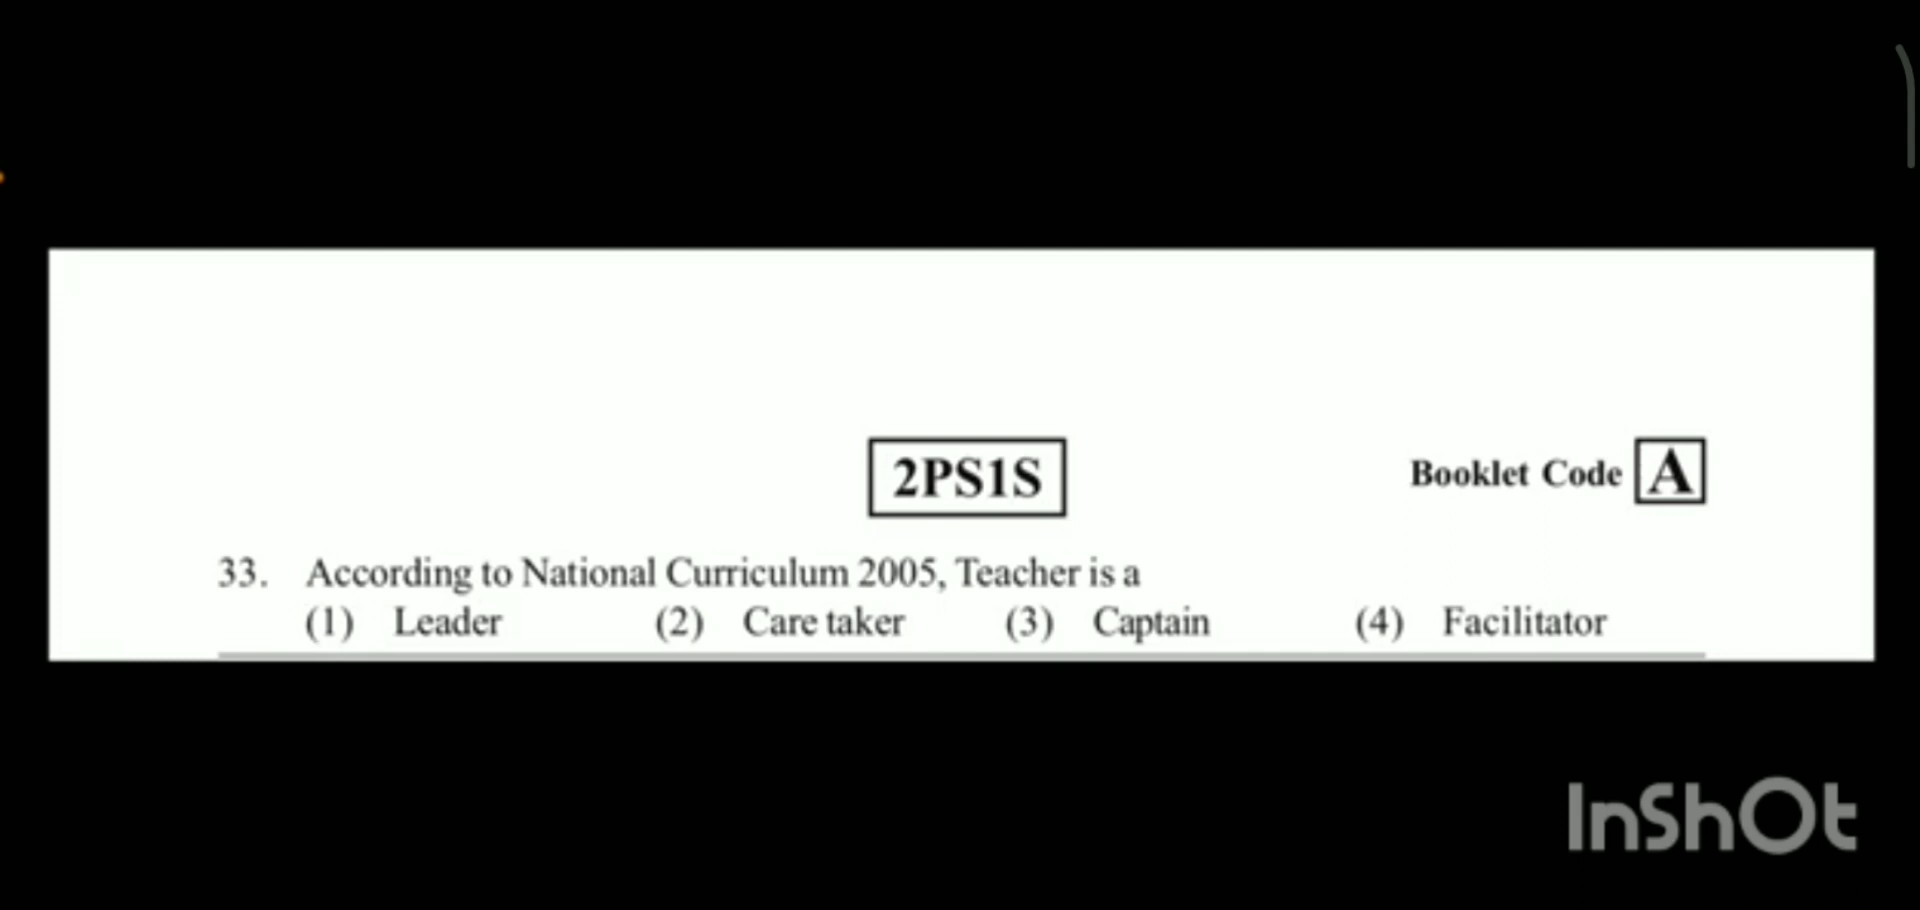 2PS1S
Booklet Code A
33. According to National Curriculum 2005, Teacher is a
(1) Leader (2) Care taker (3) Captain (4) Facilitator
InShOt